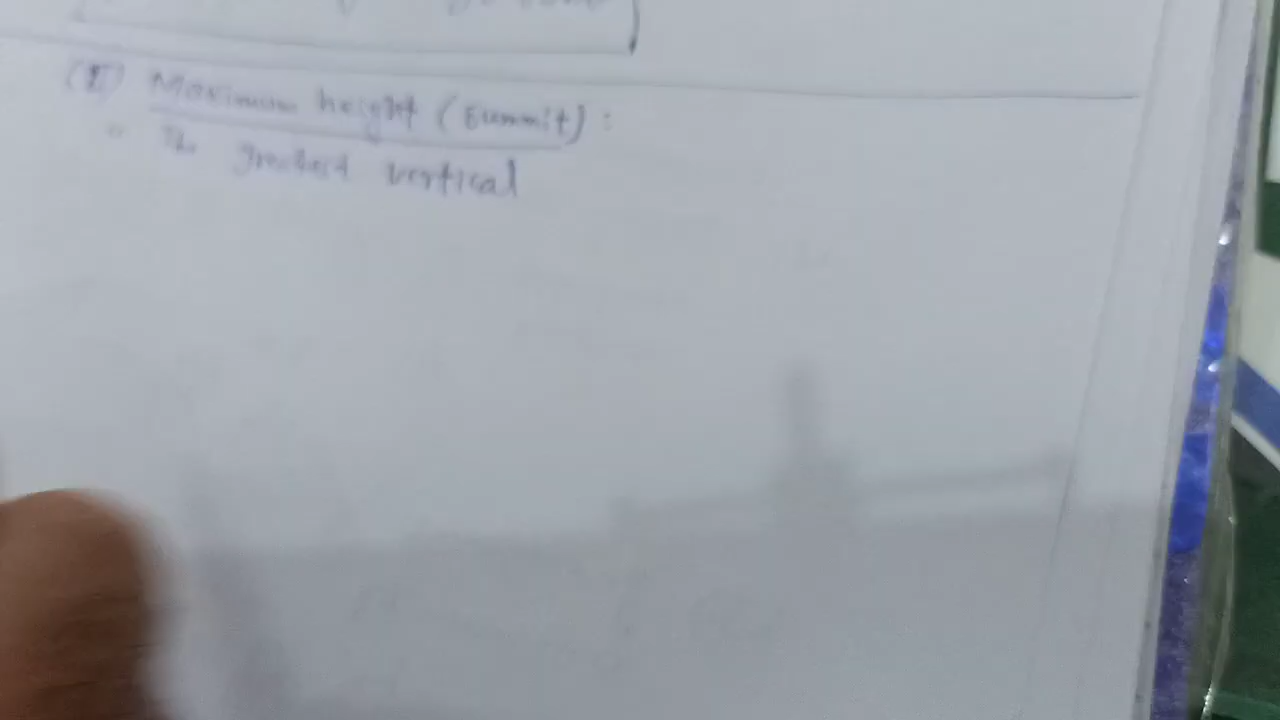 (I) Maximum height (Summit) :
" The greatest vertical